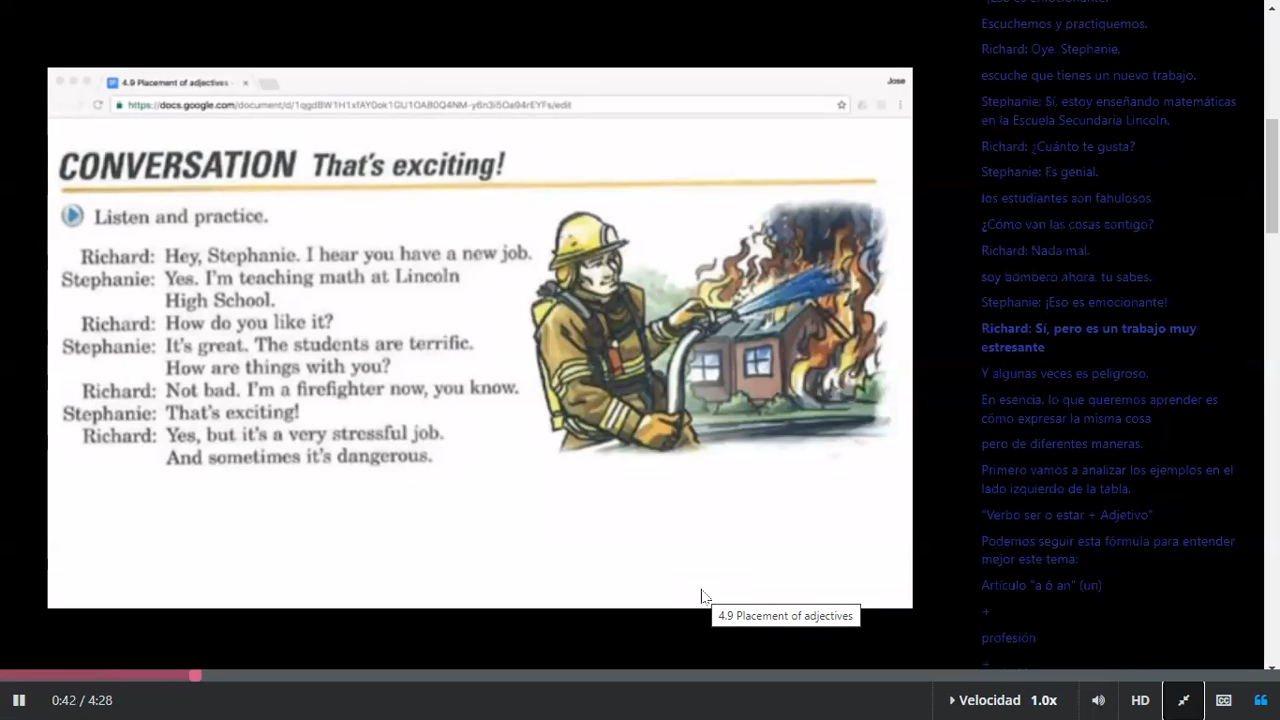 4.9 Placement of adjectives
Jose
https://docs.google.com/document/d/1qgdBW1H1xfAY0ok1GU1OAB0Q4NM-y6n3i5Oa94rEYFs/edit
CONVERSATION That's exciting!
Listen and practice.
Richard: Hey, Stephanie. I hear you have a new job.
Stephanie: Yes. I'm teaching math at Lincoln
High School.
Richard: How do you like it?
Stephanie: It's great. The students are terrific.
How are things with you?
Richard: Not bad. I'm a firefighter now, you know.
Stephanie: That's exciting!
Richard: Yes, but it's a very stressful job.
And sometimes it's dangerous.
4.9 Placement of adjectives
Escuchemos y practiquemos.
Richard: Oye, Stephanie.
escuche que tienes un nuevo trabajo.
Stephanie: Sí, estoy enseñando matemáticas
en la Escuela Secundaria Lincoln.
Richard: ¿Cuánto te gusta?
Stephanie: Es genial.
los estudiantes son fabulosos.
¿Cómo van las cosas contigo?
Richard: Nada mal.
soy bombero ahora, tu sabes.
Stephanie: ¡Eso es emocionante!
Richard: Sí, pero es un trabajo muy
estresante
Y algunas veces es peligroso.
En esencia, lo que queremos aprender es
cómo expresar la misma cosa
pero de diferentes maneras.
Primero vamos a analizar los ejemplos en el
lado izquierdo de la tabla.
"Verbo ser o estar + Adjetivo"
Podemos seguir esta fórmula para entender
mejor este tema:
Artículo "a ó an" (un)
+
profesión
+
0:42 / 4:28
Velocidad 1.0x
HD
CC